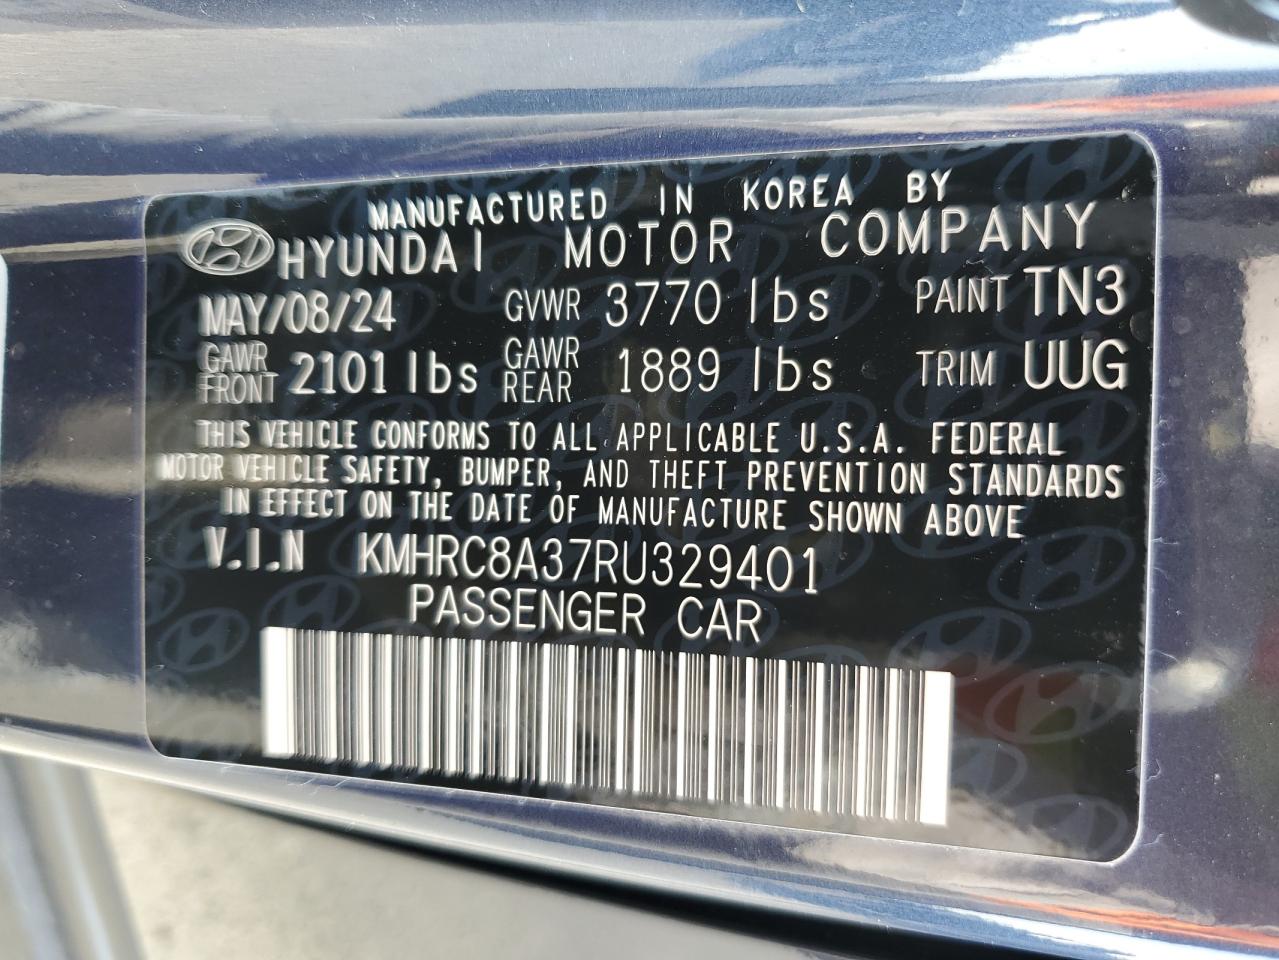 MANUFACTURED IN KOREA BY
HYUNDAI MOTOR COMPANY
MAY/08/24 GVWR 3770 lbs PAINT TN3
GAWR FRONT 2101 lbs GAWR REAR 1889 lbs TRIM UUG
THIS VEHICLE CONFORMS TO ALL APPLICABLE U.S.A. FEDERAL
MOTOR VEHICLE SAFETY, BUMPER, AND THEFT PREVENTION STANDARDS
IN EFFECT ON THE DATE OF MANUFACTURE SHOWN ABOVE
V.I.N KMHRC8A37RU329401
PASSENGER CAR